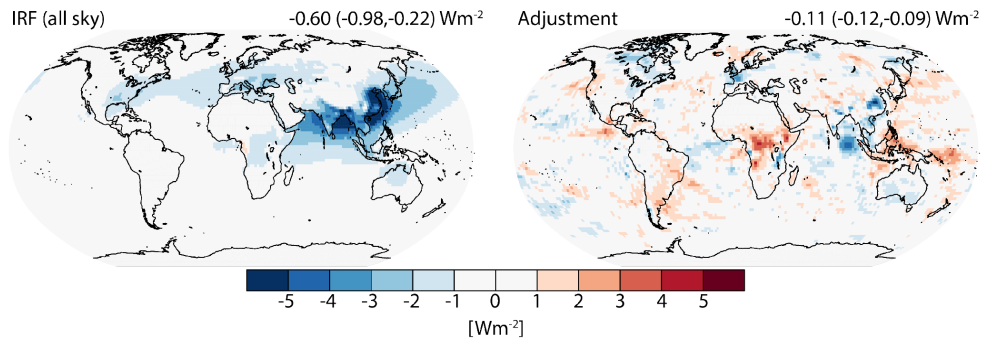 IRF (all sky) -0.60 (-0.98,-0.22) Wm⁻²
Adjustment -0.11 (-0.12,-0.09) Wm⁻²
-5 -4 -3 -2 -1 0 1 2 3 4 5
[Wm⁻²]